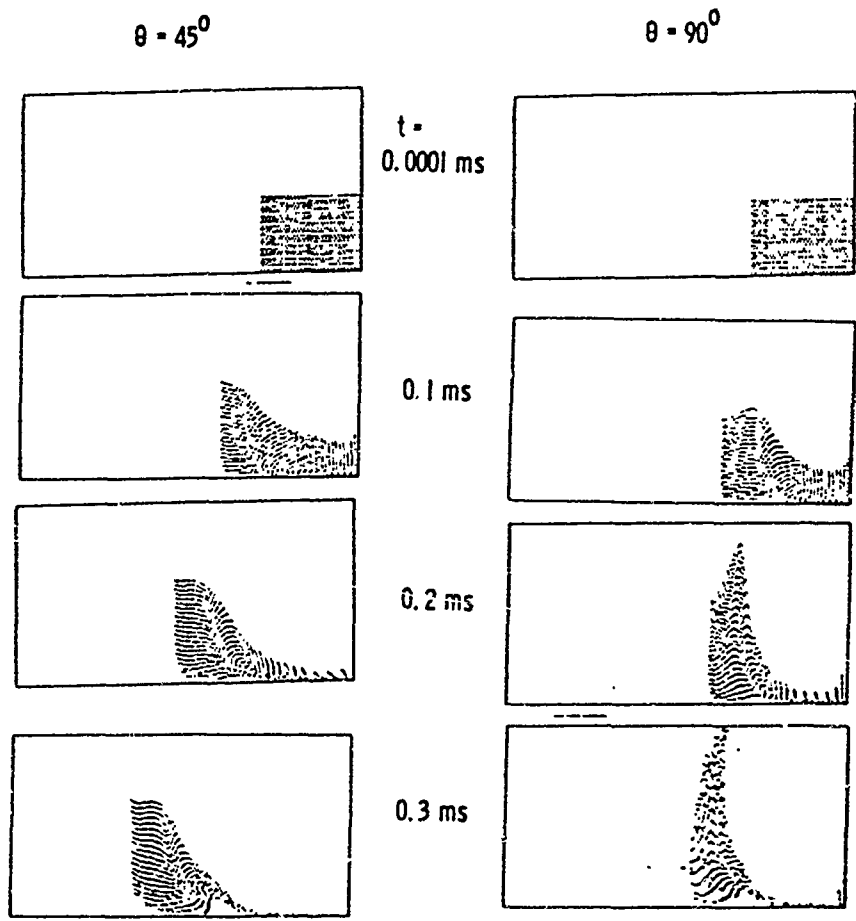 θ = 45°
θ = 90°
t =
0.0001 ms
0.1 ms
0.2 ms
0.3 ms